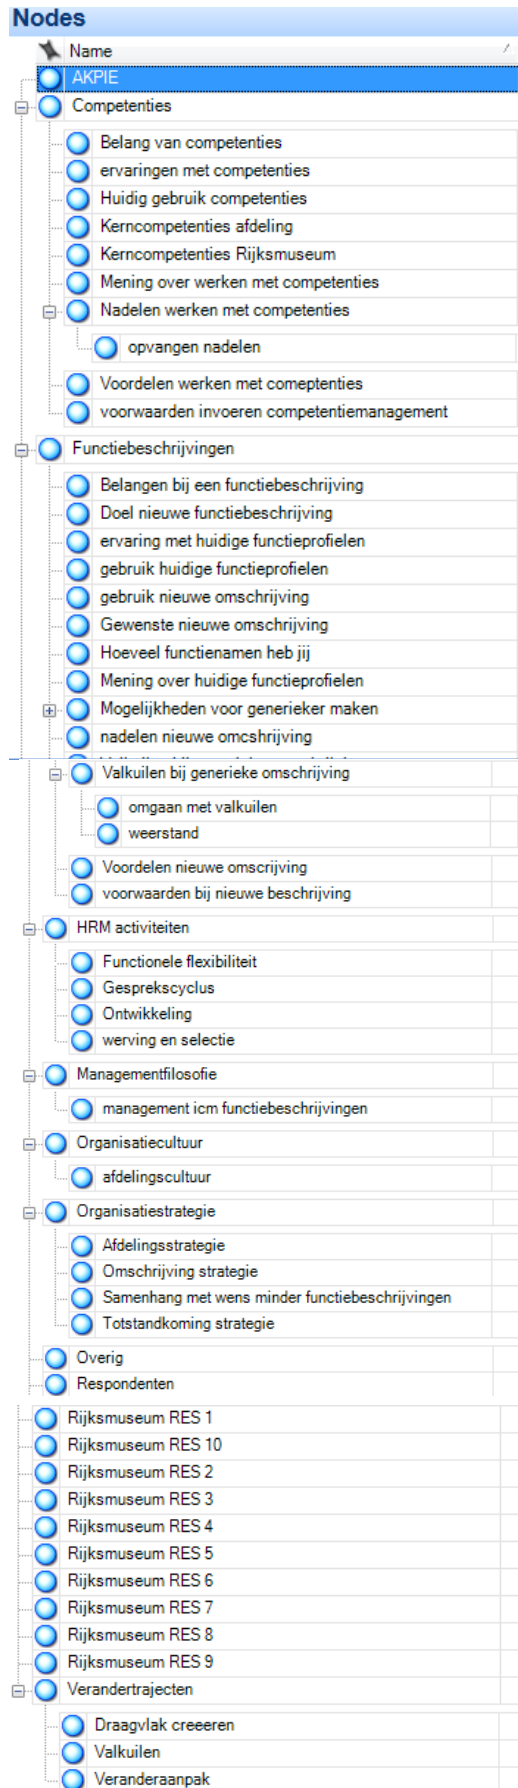 Nodes
Name
AKPIE
Competenties
Belang van competenties
ervaringen met competenties
Huidig gebruik competenties
Kerncompetenties afdeling
Kerncompetenties Rijksmuseum
Mening over werken met competenties
Nadelen werken met competenties
opvangen nadelen
Voordelen werken met comeptenties
voorwaarden invoeren competentiemanagement
Functiebeschrijvingen
Belangen bij een functiebeschrijving
Doel nieuwe functiebeschrijving
ervaring met huidige functieprofielen
gebruik huidige functieprofielen
gebruik nieuwe omschrijving
Gewenste nieuwe omschrijving
Hoeveel functienamen heb jij
Mening over huidige functieprofielen
Mogelijkheden voor generieker maken
nadelen nieuwe omcshrijving
Valkuilen bij generieke omschrijving
omgaan met valkuilen
weerstand
Voordelen nieuwe omscrijving
voorwaarden bij nieuwe beschrijving
HRM activiteiten
Functionele flexibiliteit
Gesprekscyclus
Ontwikkeling
werving en selectie
Managementfilosofie
management icm functiebeschrijvingen
Organisatiecultuur
afdelingscultuur
Organisatiestrategie
Afdelingsstrategie
Omschrijving strategie
Samenhang met wens minder functiebeschrijvingen
Totstandkoming strategie
Overig
Respondenten
Rijksmuseum RES 1
Rijksmuseum RES 10
Rijksmuseum RES 2
Rijksmuseum RES 3
Rijksmuseum RES 4
Rijksmuseum RES 5
Rijksmuseum RES 6
Rijksmuseum RES 7
Rijksmuseum RES 8
Rijksmuseum RES 9
Verandertrajecten
Draagvlak creeeren
Valkuilen
Veranderaanpak